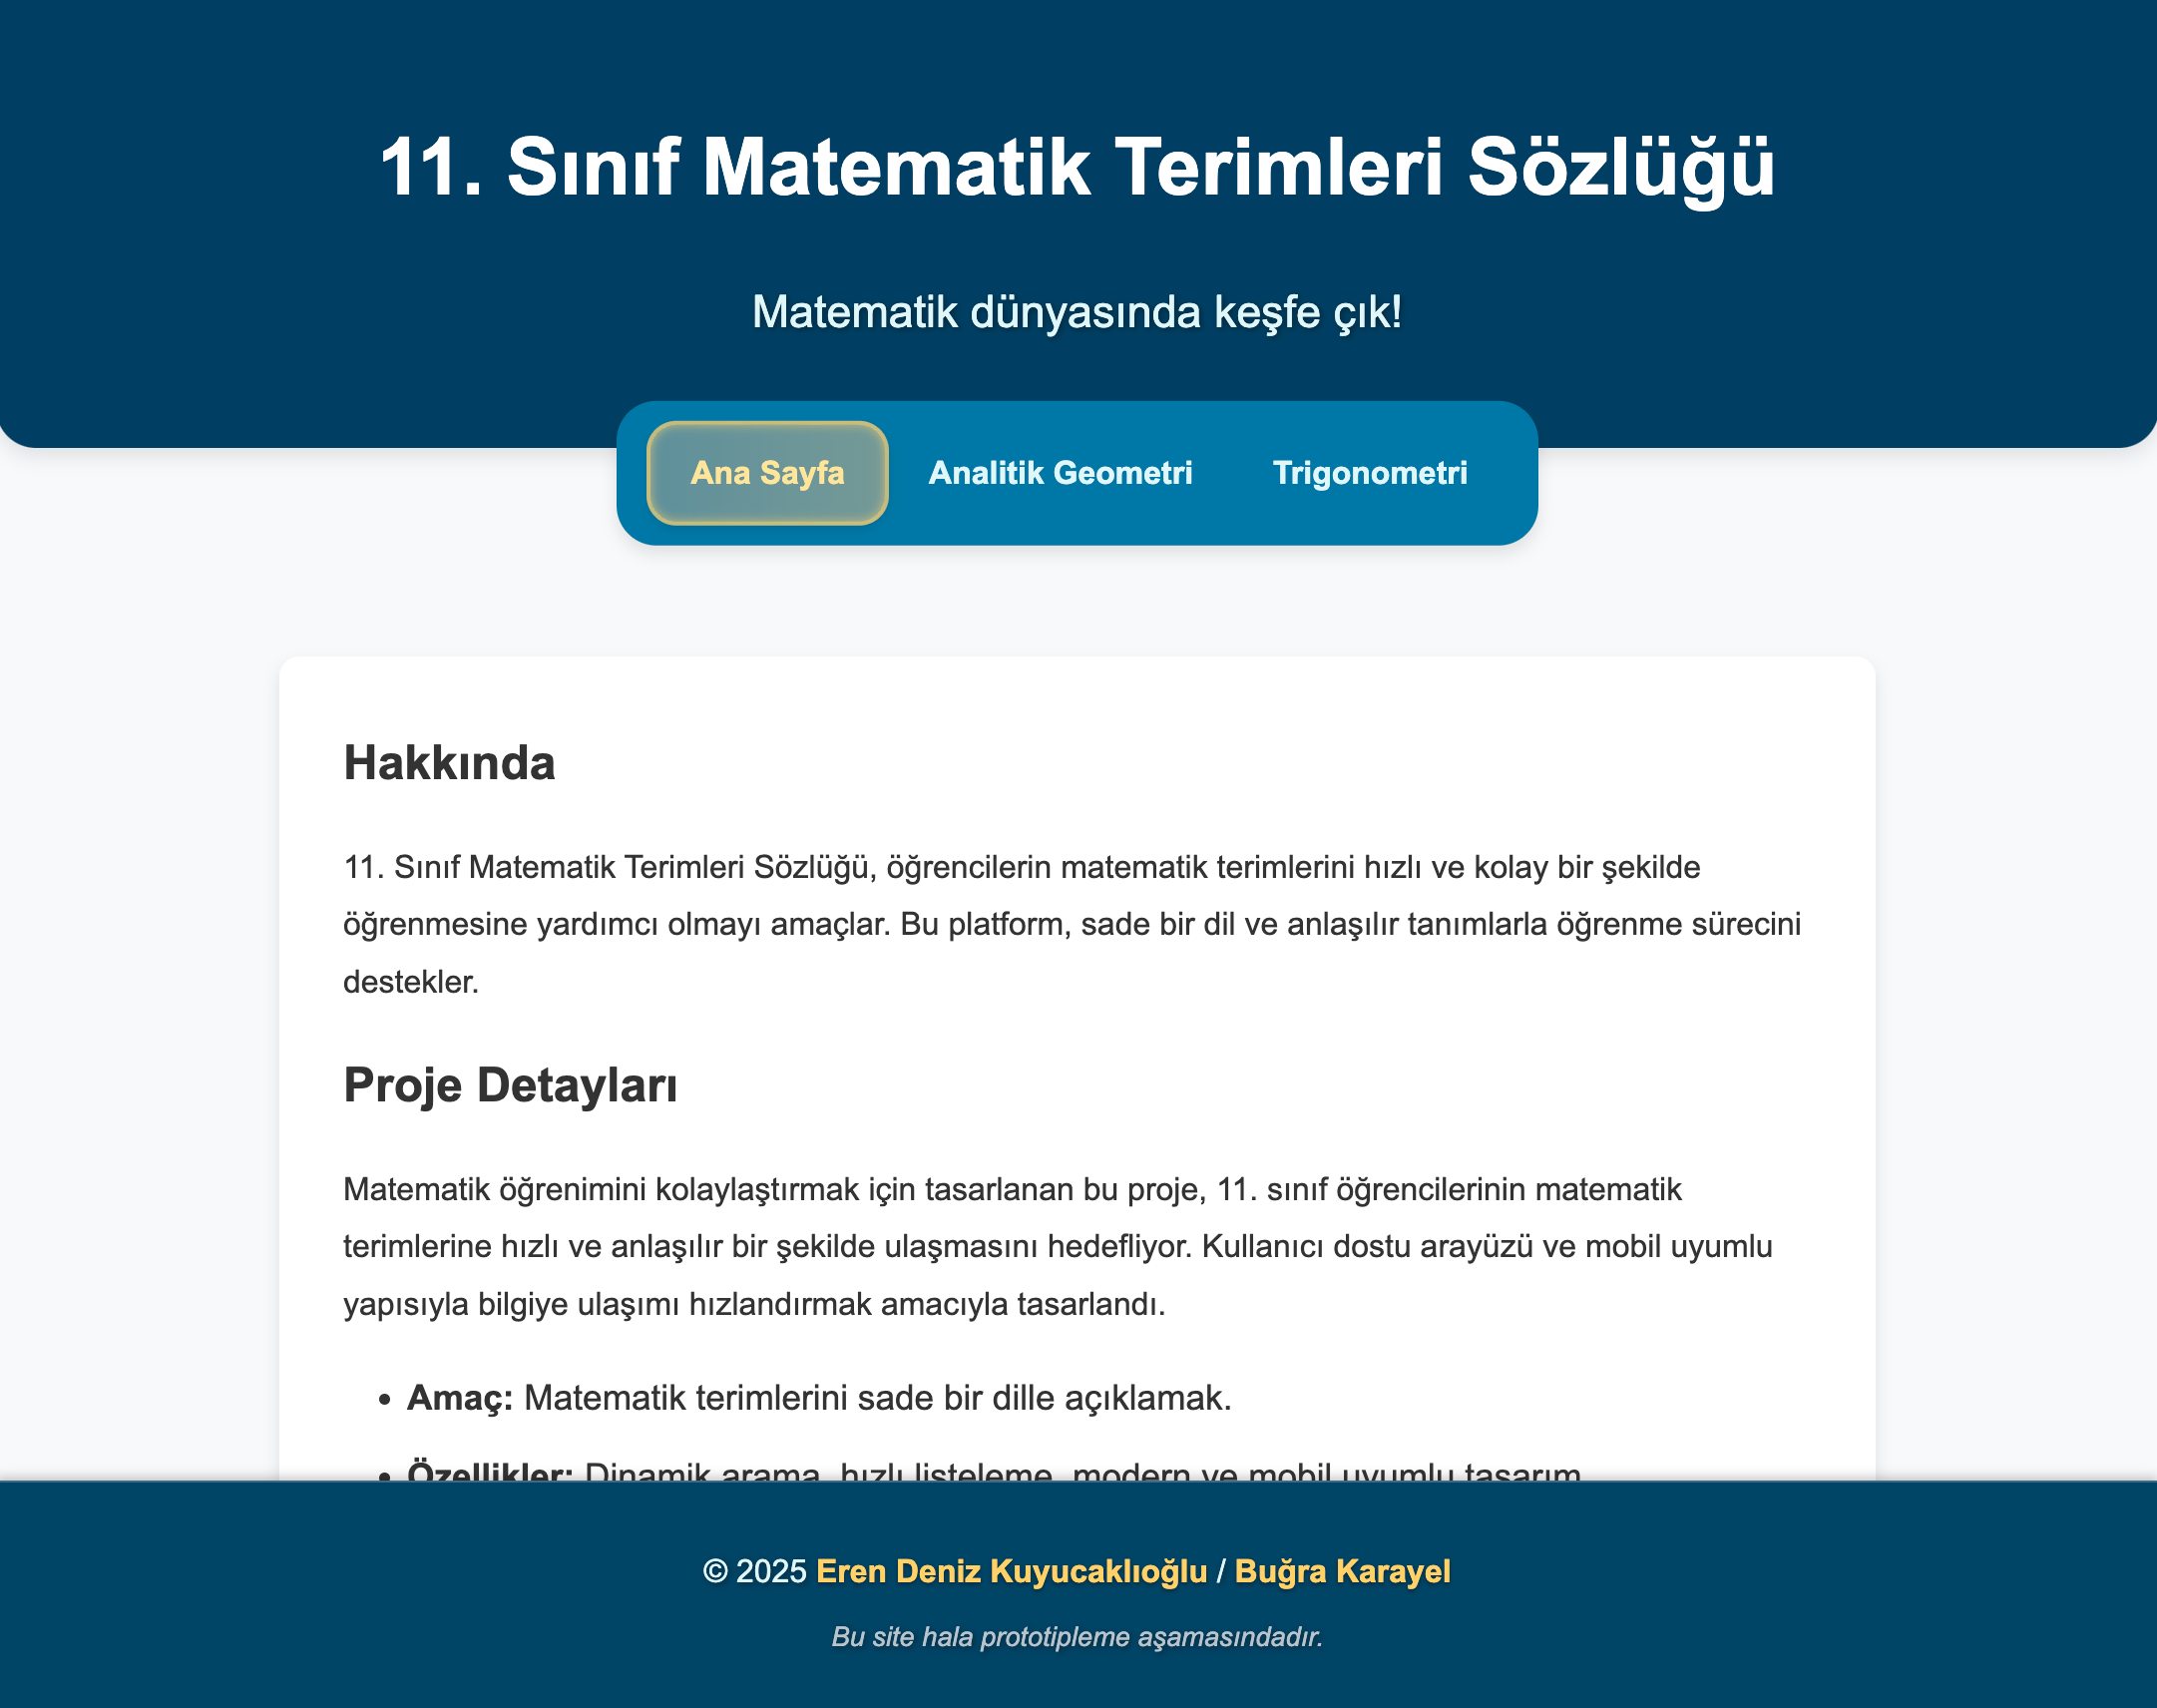 11. Sınıf Matematik Terimleri Sözlüğü
Matematik dünyasında keşfe çık!
Ana Sayfa
Analitik Geometri
Trigonometri
Hakkında
11. Sınıf Matematik Terimleri Sözlüğü, öğrencilerin matematik terimlerini hızlı ve kolay bir şekilde
öğrenmesine yardımcı olmayı amaçlar. Bu platform, sade bir dil ve anlaşılır tanımlarla öğrenme sürecini
destekler.
Proje Detayları
Matematik öğrenimini kolaylaştırmak için tasarlanan bu proje, 11. sınıf öğrencilerinin matematik
terimlerine hızlı ve anlaşılır bir şekilde ulaşmasını hedefliyor. Kullanıcı dostu arayüzü ve mobil uyumlu
yapısıyla bilgiye ulaşımı hızlandırmak amacıyla tasarlandı.
• Amaç: Matematik terimlerini sade bir dille açıklamak.
• Özellikler: Dinamik arama, hızlı listeleme, modern ve mobil uyumlu tasarım.
© 2025 Eren Deniz Kuyucaklıoğlu / Buğra Karayel
Bu site hala prototipleme aşamasındadır.